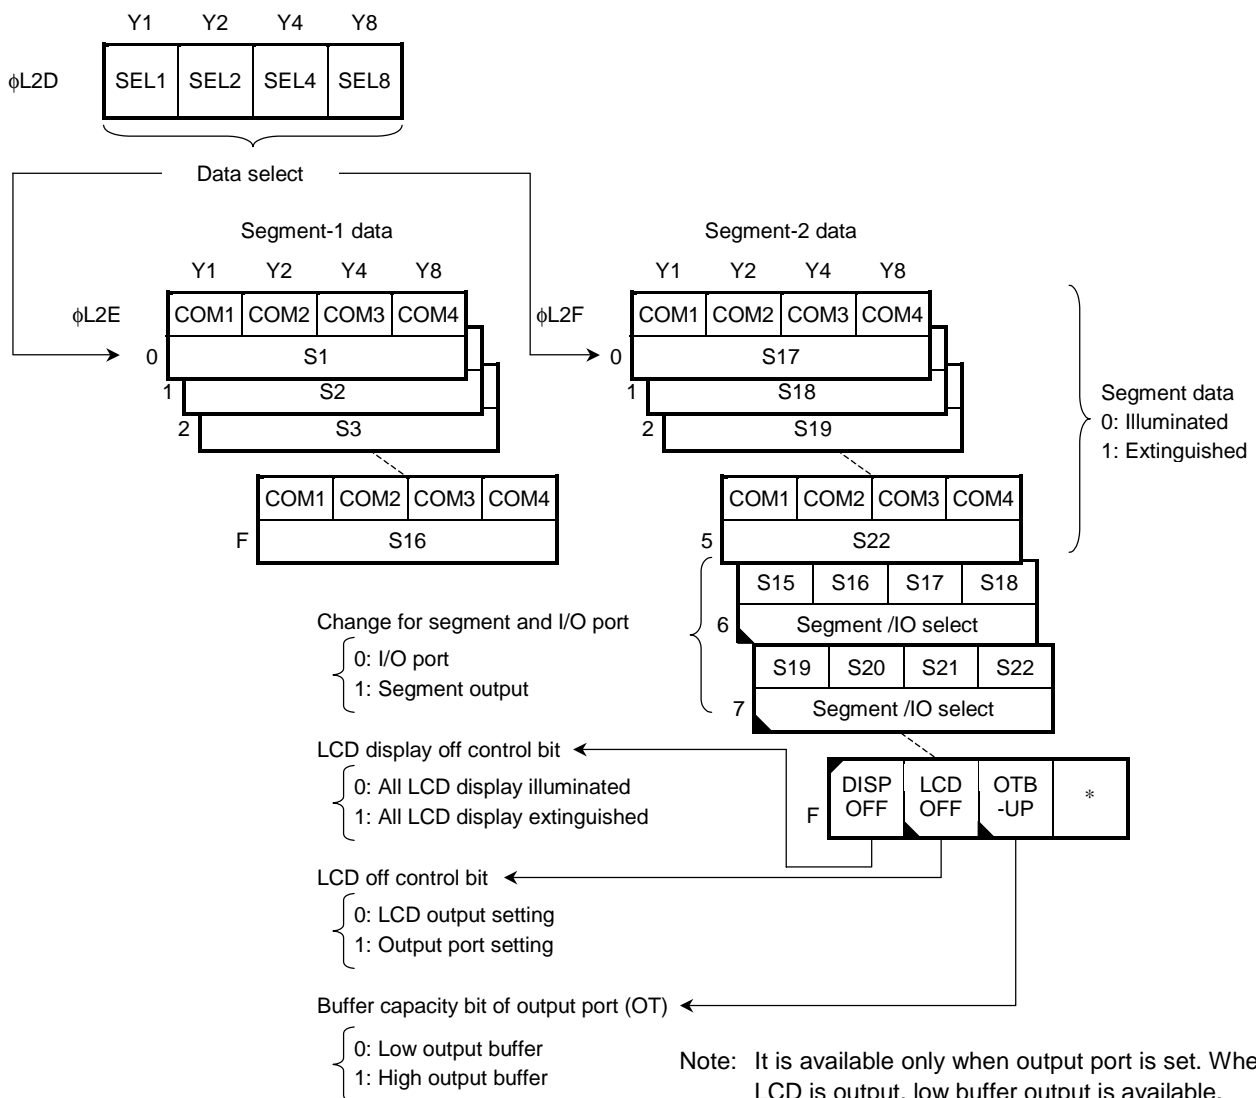 Y1 Y2 Y4 Y8
ϕL2D SEL1 SEL2 SEL4 SEL8
Data select
Segment-1 data
Y1 Y2 Y4 Y8
ϕL2E COM1 COM2 COM3 COM4
0 S1
1 S2
2 S3
COM1 COM2 COM3 COM4
F S16
Segment-2 data
Y1 Y2 Y4 Y8
ϕL2F COM1 COM2 COM3 COM4
0 S17
1 S18
2 S19
COM1 COM2 COM3 COM4
5 S22
S15 S16 S17 S18
6 Segment /IO select
S19 S20 S21 S22
7 Segment /IO select
F DISP OFF LCD OFF OTB -UP *
Segment data
0: Illuminated
1: Extinguished
Change for segment and I/O port
0: I/O port
1: Segment output
LCD display off control bit
0: All LCD display illuminated
1: All LCD display extinguished
LCD off control bit
0: LCD output setting
1: Output port setting
Buffer capacity bit of output port (OT)
0: Low output buffer
1: High output buffer
Note: It is available only when output port is set. Whe
LCD is output, low buffer output is available.